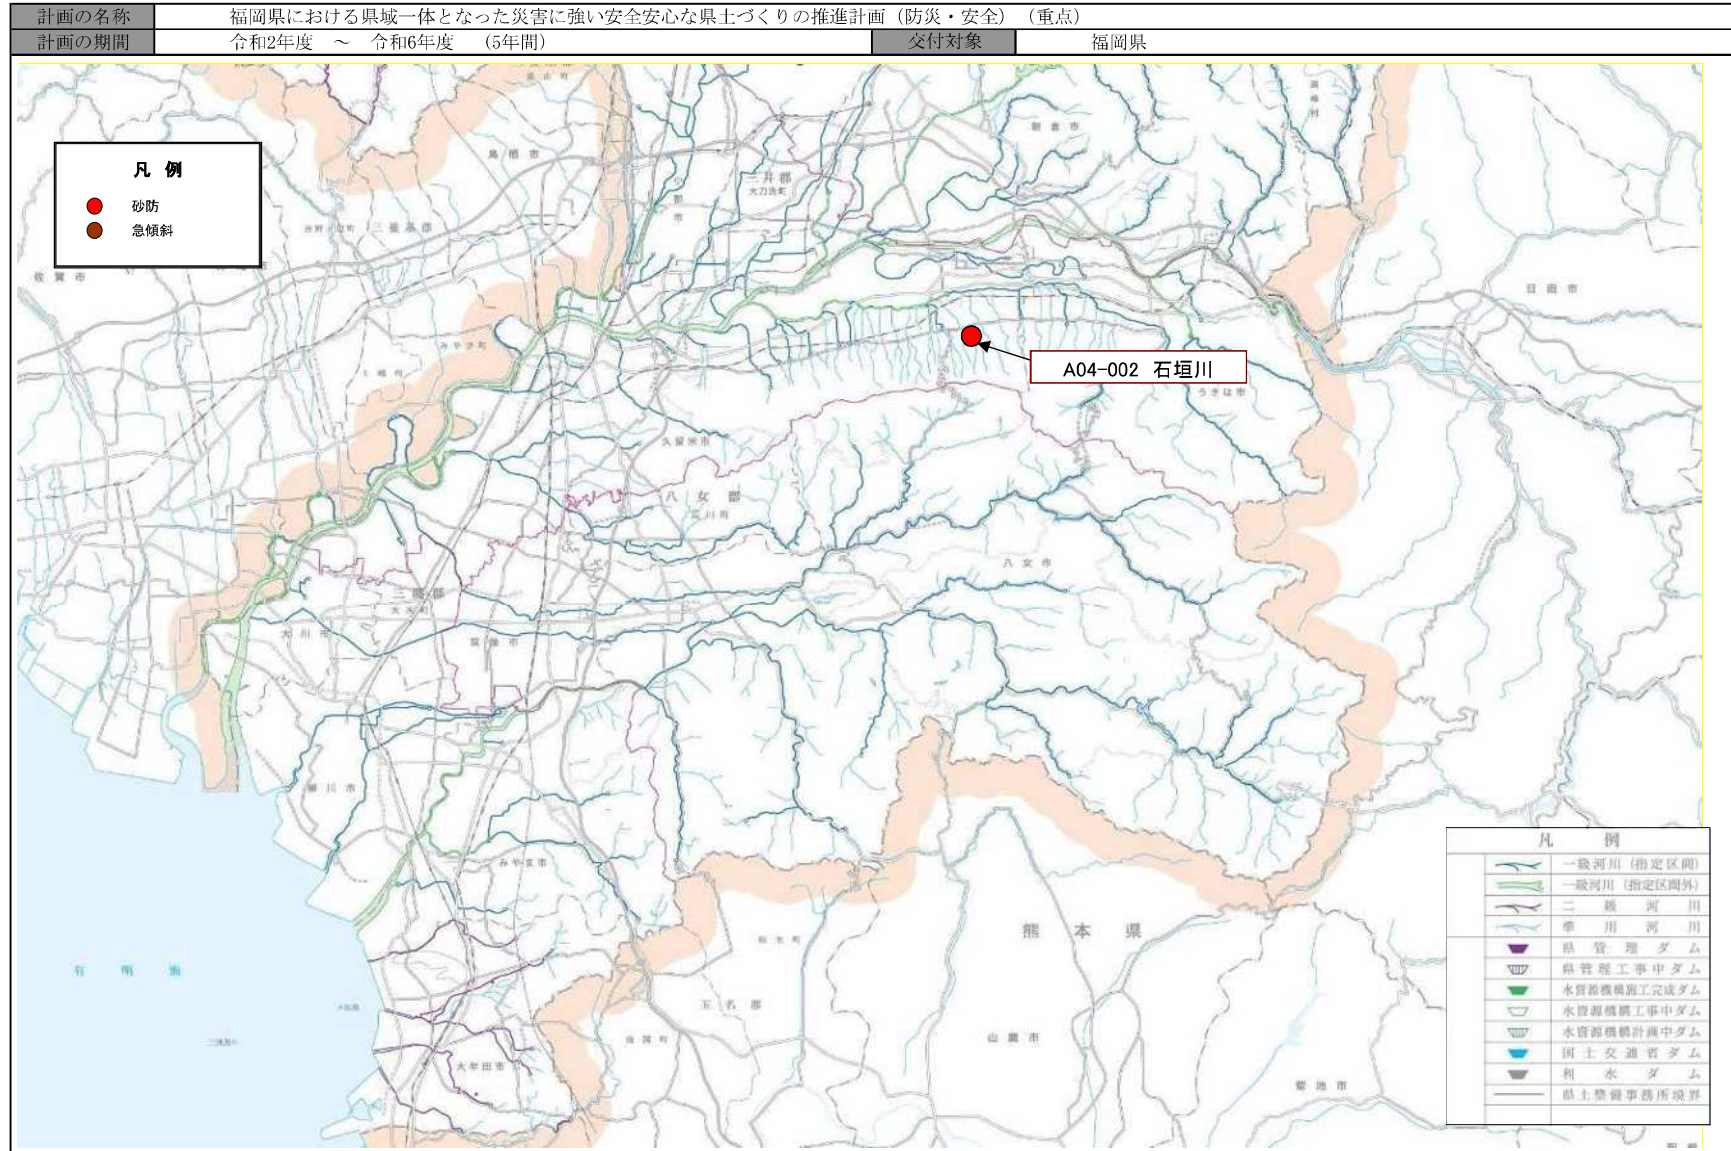 計画の名称 福岡県における県域一体となった災害に強い安全安心な県土づくりの推進計画（防災・安全）（重点）
計画の期間 令和2年度 ～ 令和6年度 （5年間） 交付対象 福岡県
凡 例
砂防
急傾斜
朝倉市
鳥栖市
三井郡
大刀洗町
小郡市
三養基郡
佐賀市
日田市
みやき町
A04-002 石垣川
うきは市
久留米市
八女郡
広川町
八女市
三潴郡
大木町
大川市
筑後市
柳川市
みやま市
熊本県
和水町
有明海
玉名郡
南関町
山鹿市
大牟田市
菊池市
凡 例
一級河川（指定区間）
一級河川（指定区間外）
二級河川
準用河川
県管理ダム
県管理工事中ダム
水資源機構施工完成ダム
水資源機構工事中ダム
水資源機構計画中ダム
国土交通省ダム
利水ダム
県土整備事務所境界